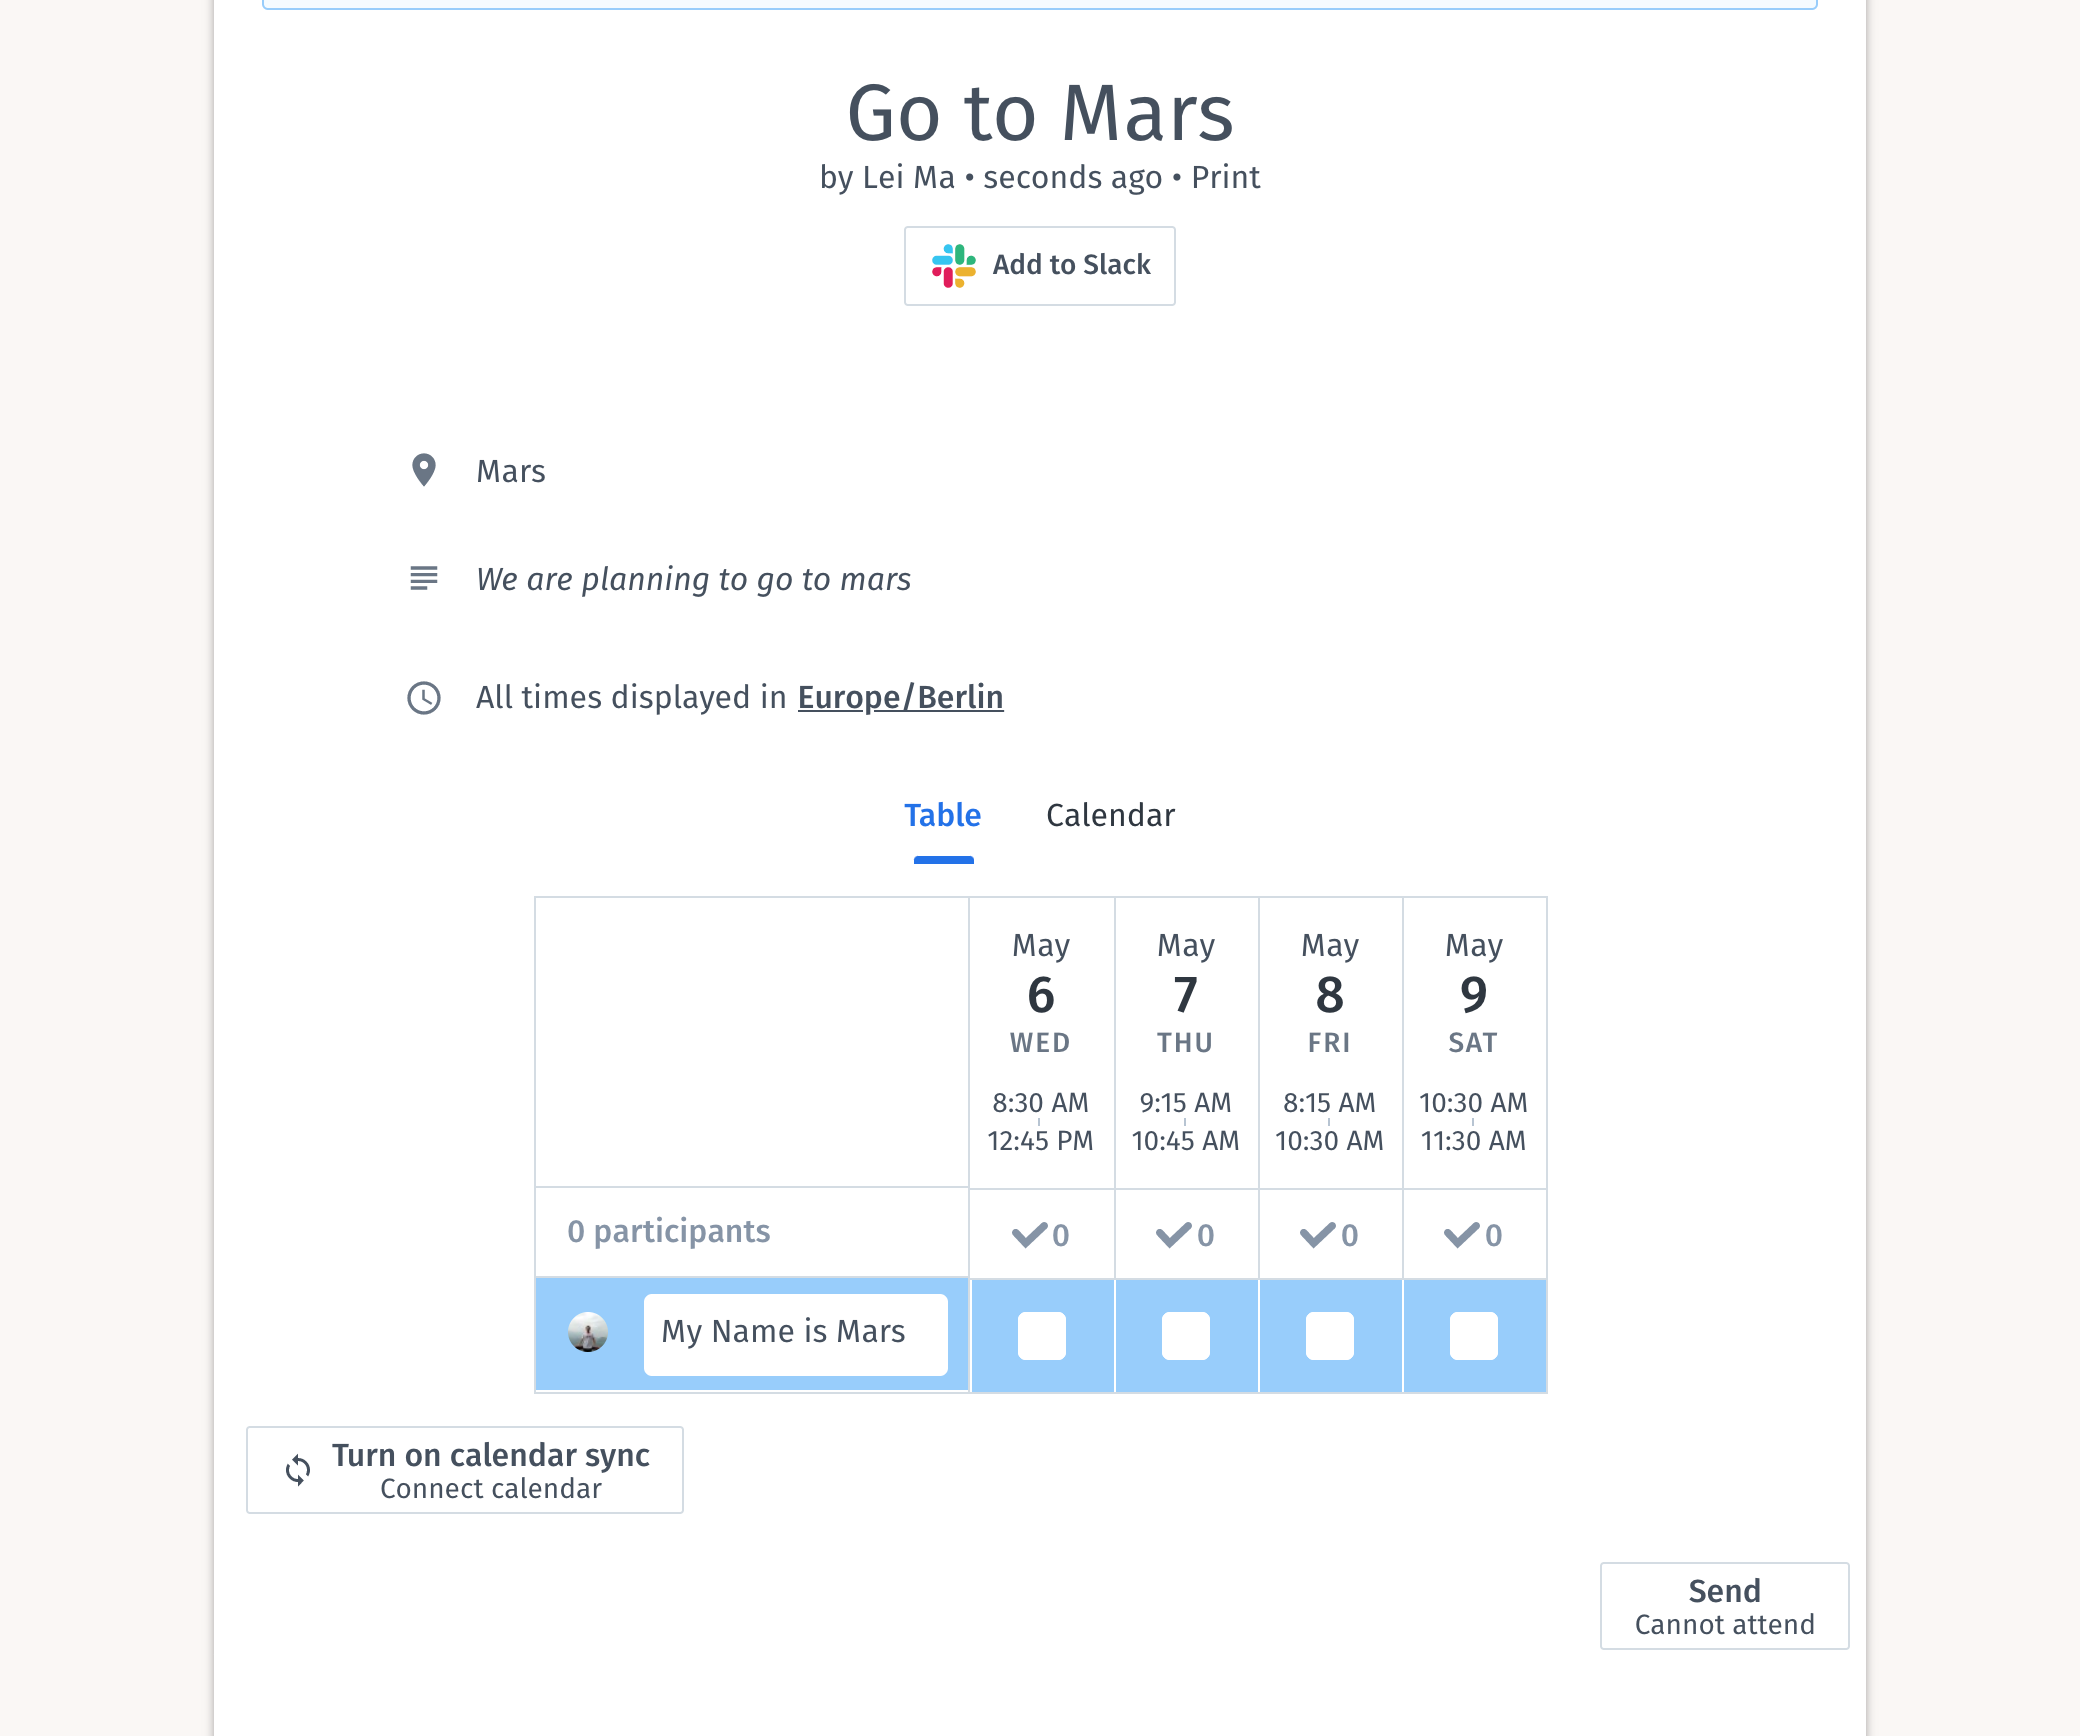 Go to Mars
by Lei Ma • seconds ago • Print
Add to Slack
Mars
We are planning to go to mars
All times displayed in Europe/Berlin
Table Calendar
May May May May
6 7 8 9
WED THU FRI SAT
8:30 AM 9:15 AM 8:15 AM 10:30 AM
12:45 PM 10:45 AM 10:30 AM 11:30 AM
0 participants 0 0 0 0
My Name is Mars
Turn on calendar sync
Connect calendar
Send
Cannot attend